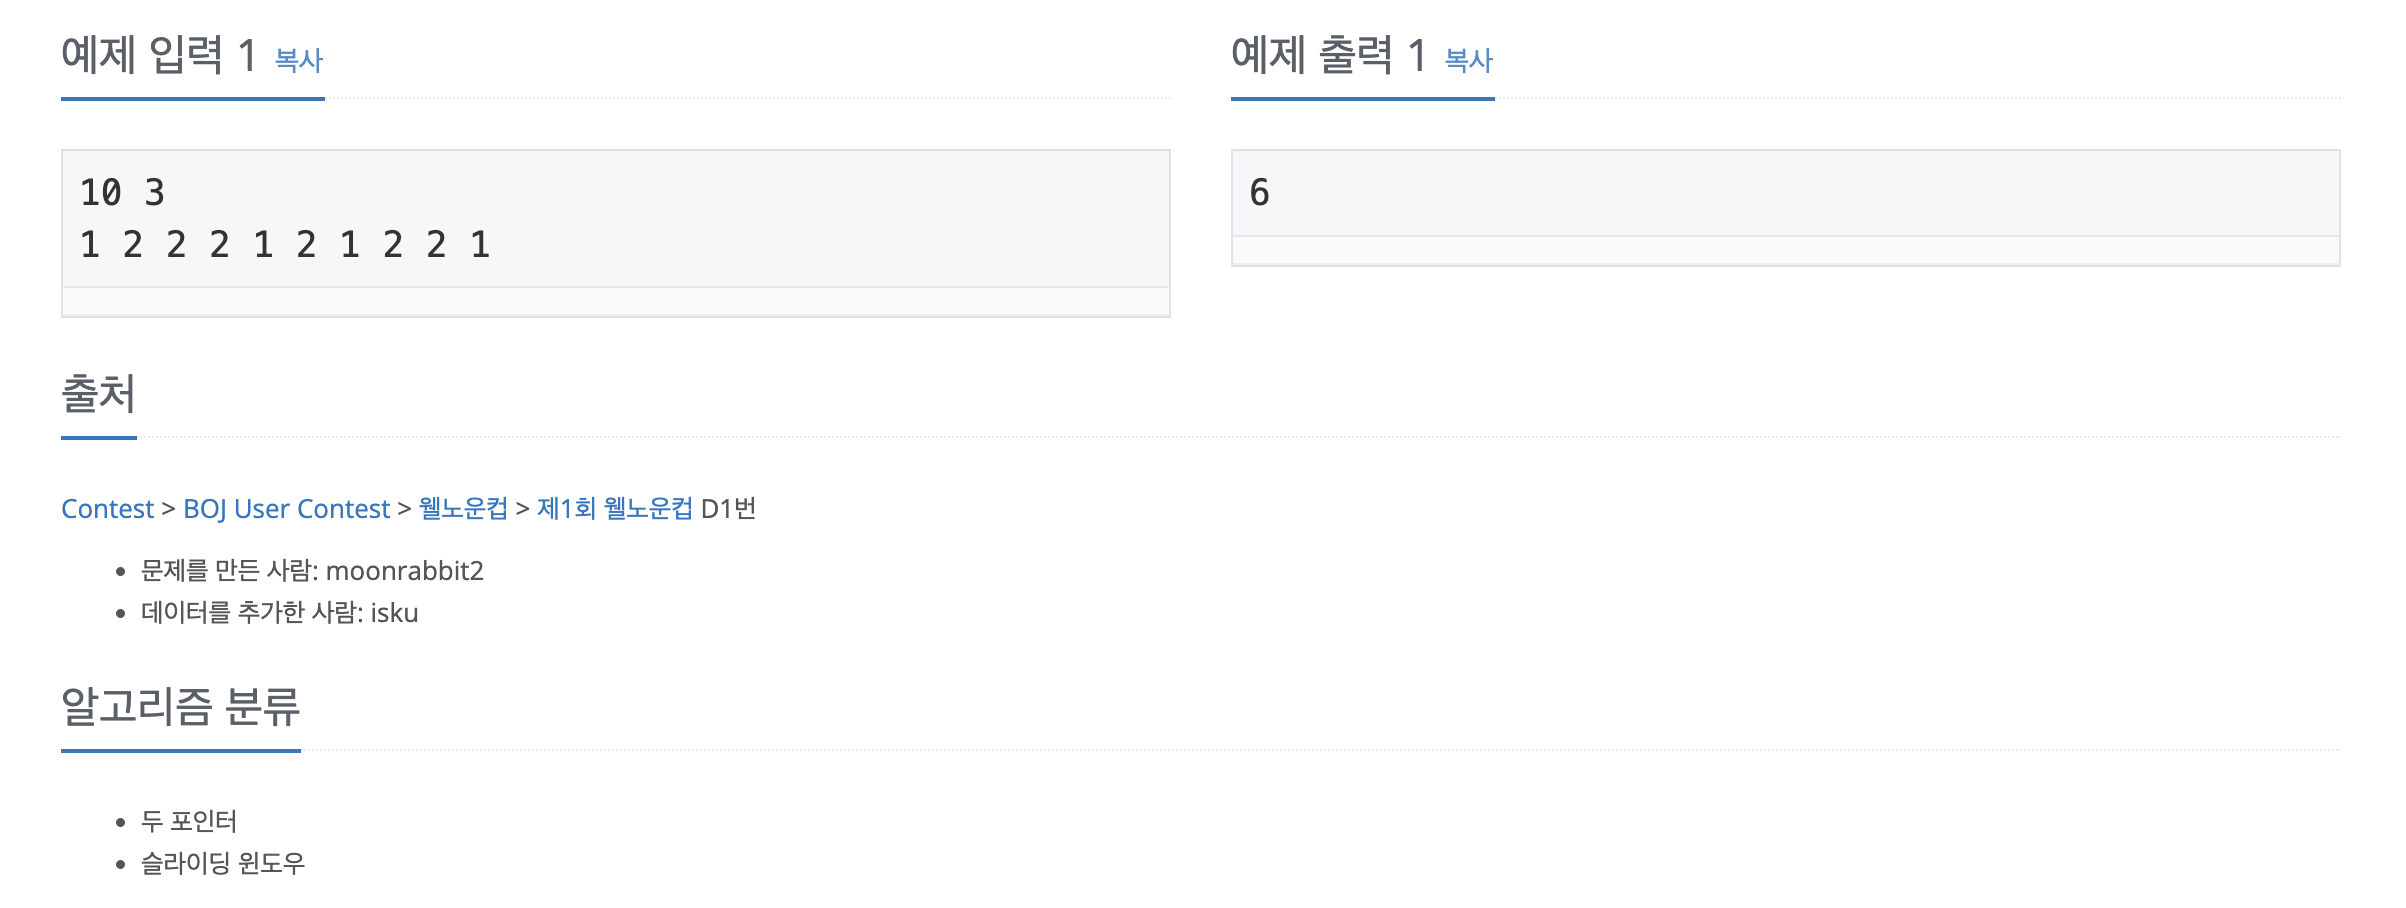 예제 입력 1 복사
10 3
1 2 2 2 1 2 1 2 2 1
예제 출력 1 복사
6
출처
Contest > BOJ User Contest > 웰노운컵 > 제1회 웰노운컵 D1번
문제를 만든 사람: moonrabbit2
데이터를 추가한 사람: isku
알고리즘 분류
두 포인터
슬라이딩 윈도우